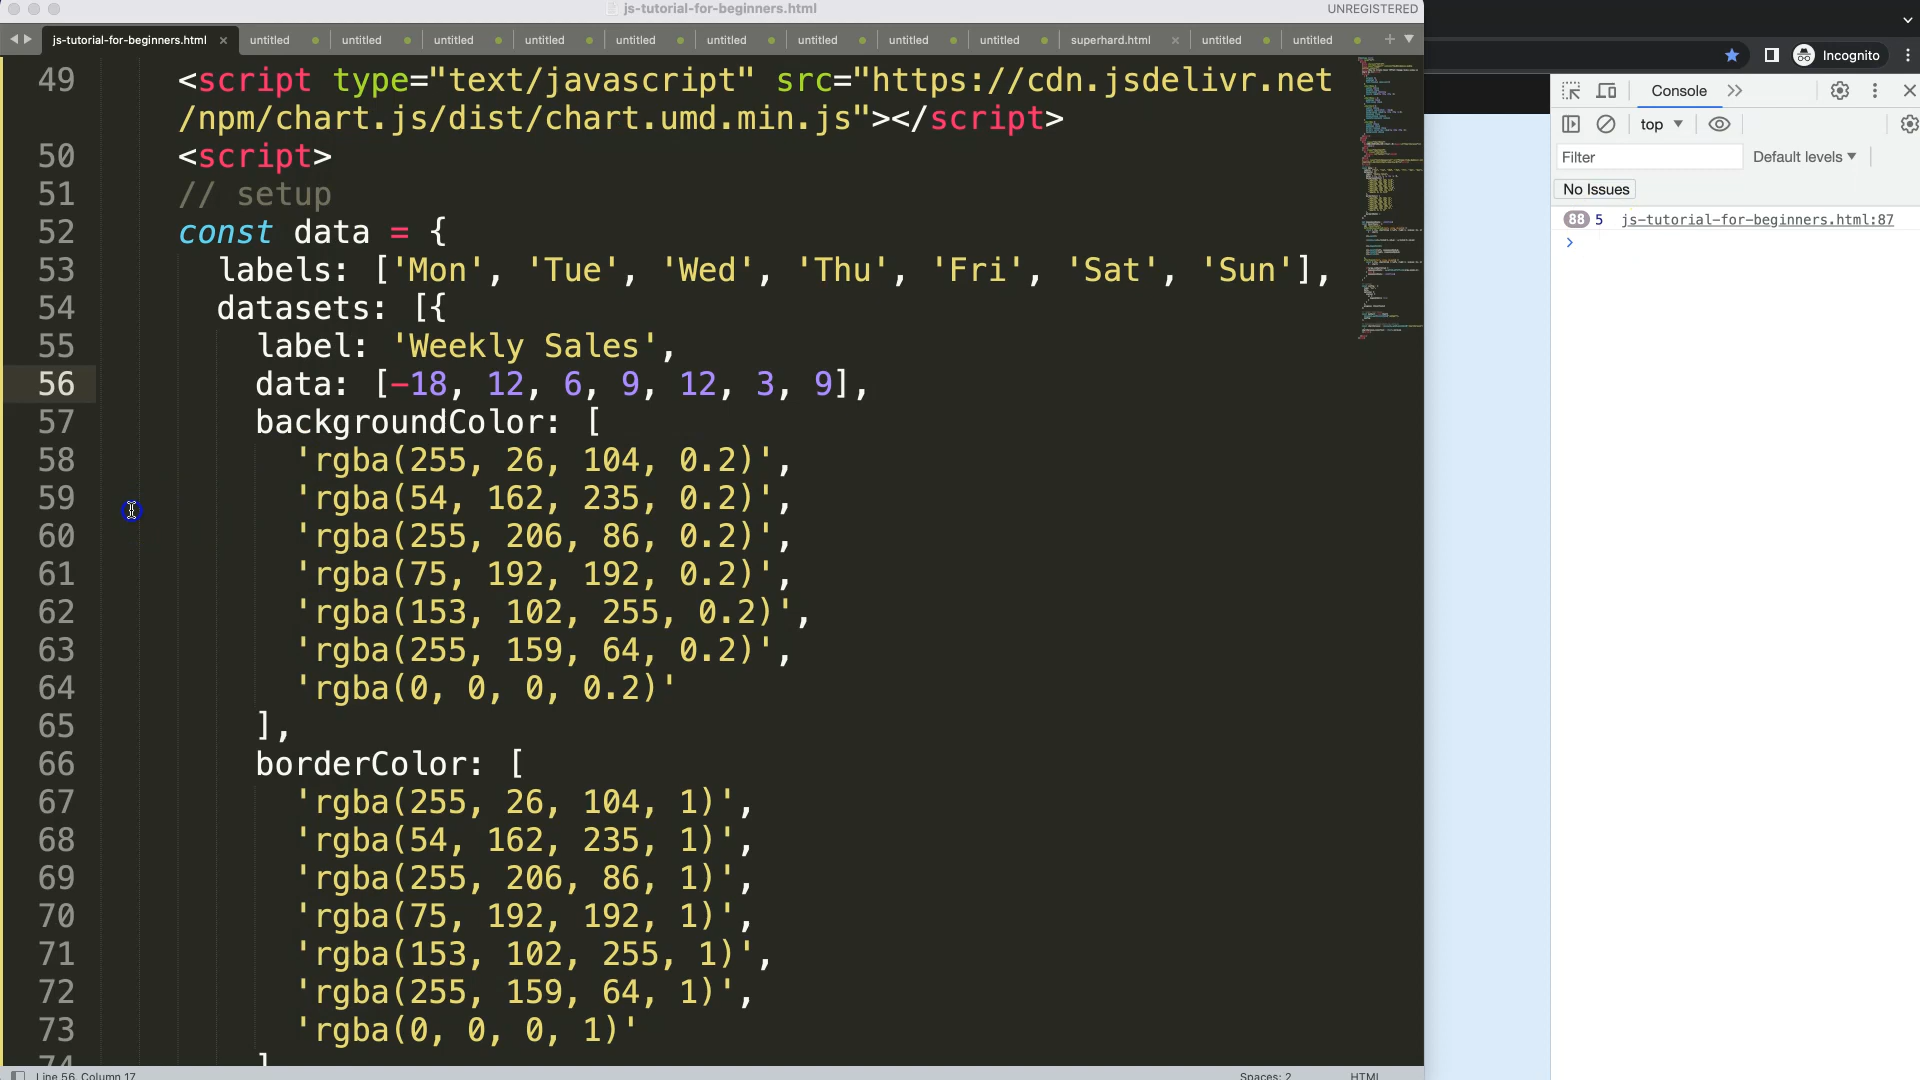 js-tutorial-for-beginners.html
UNREGISTERED
js-tutorial-for-beginners.html × untitled untitled untitled untitled untitled untitled untitled untitled untitled superhard.html × untitled untitled +
49 <script type="text/javascript" src="https://cdn.jsdelivr.net
/npm/chart.js/dist/chart.umd.min.js"></script>
50 <script>
51 // setup
52 const data = {
53 labels: ['Mon', 'Tue', 'Wed', 'Thu', 'Fri', 'Sat', 'Sun'],
54 datasets: [{
55 label: 'Weekly Sales',
56 data: [-18, 12, 6, 9, 12, 3, 9],
57 backgroundColor: [
58 'rgba(255, 26, 104, 0.2)',
59 'rgba(54, 162, 235, 0.2)',
60 'rgba(255, 206, 86, 0.2)',
61 'rgba(75, 192, 192, 0.2)',
62 'rgba(153, 102, 255, 0.2)',
63 'rgba(255, 159, 64, 0.2)',
64 'rgba(0, 0, 0, 0.2)'
65 ],
66 borderColor: [
67 'rgba(255, 26, 104, 1)',
68 'rgba(54, 162, 235, 1)',
69 'rgba(255, 206, 86, 1)',
70 'rgba(75, 192, 192, 1)',
71 'rgba(153, 102, 255, 1)',
72 'rgba(255, 159, 64, 1)',
73 'rgba(0, 0, 0, 1)'
74 ]
Line 56, Column 17
Spaces: 2
HTML
Incognito
Console
top
Filter
Default levels
No Issues
88 5 js-tutorial-for-beginners.html:87